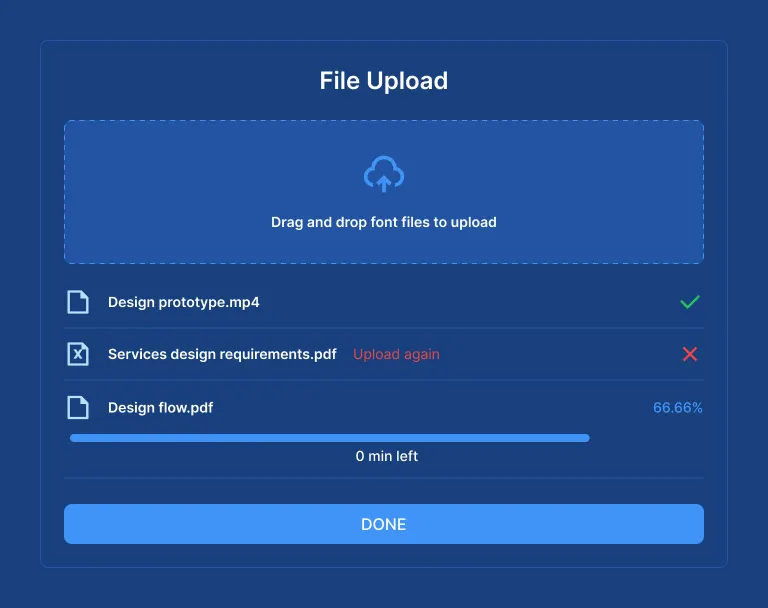 File Upload
Drag and drop font files to upload
Design prototype.mp4
Services design requirements.pdf Upload again
Design flow.pdf 66.66%
0 min left
DONE